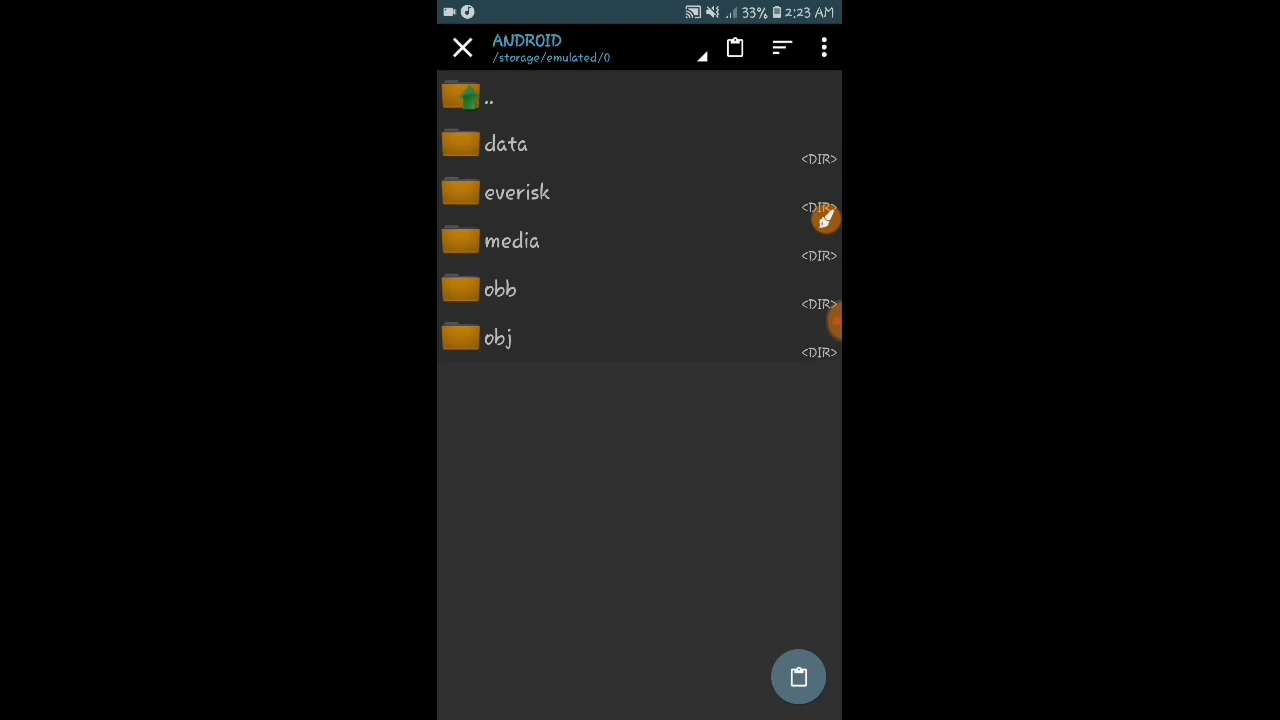 33% 2:23 AM
ANDROID
/storage/emulated/0
..
data
<DIR>
everisk
<DIR>
media
<DIR>
obb
<DIR>
obj
<DIR>